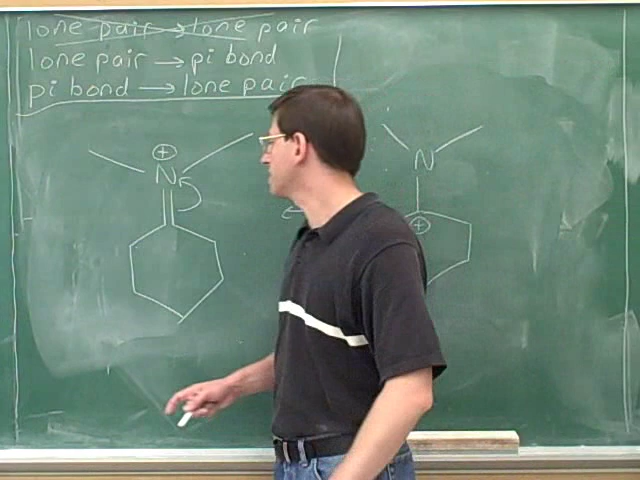 lone pair → lone pair
lone pair → pi bond
pi bond → lone pair
⊕
N
N
⊕